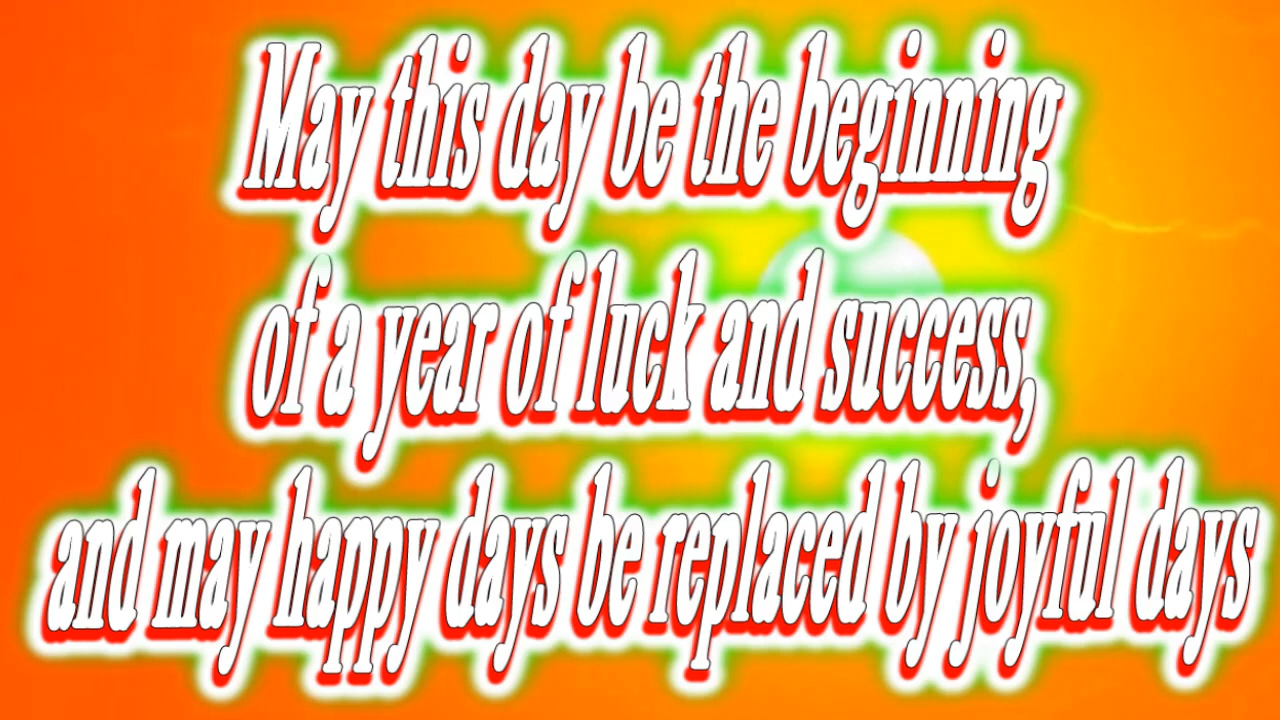 May this day be the beginning
of a year of luck and success,
and may happy days be replaced by joyful days